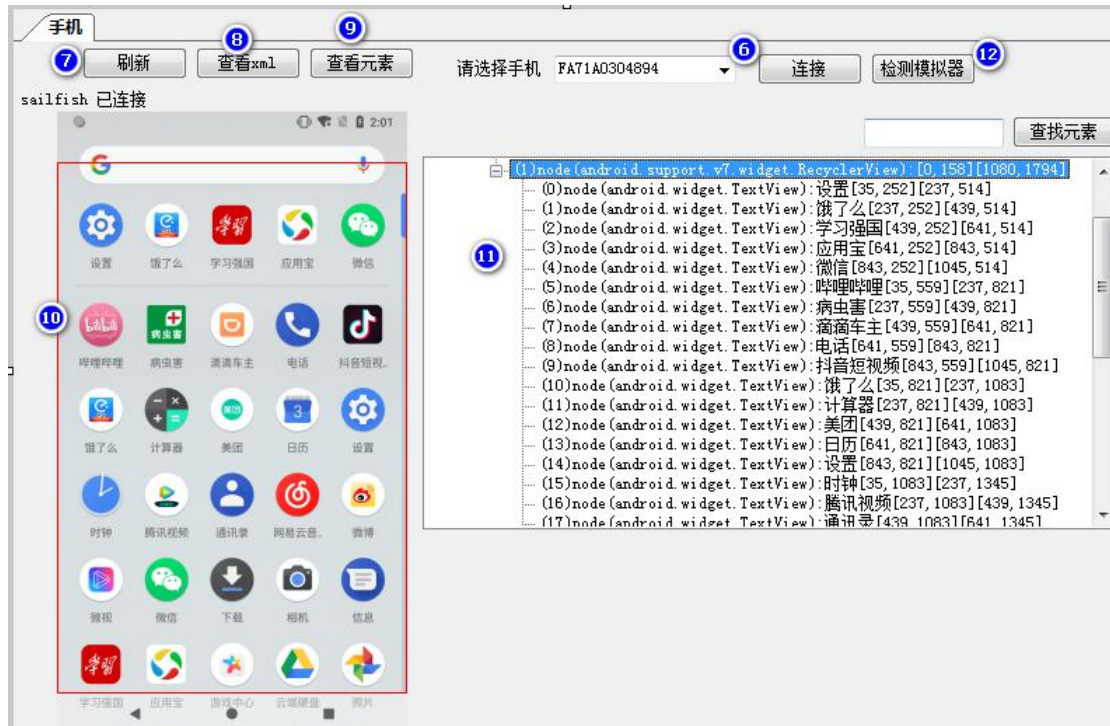 手机
7 刷新 8 查看xml 9 查看元素 请选择手机 FA71A0304894 6 连接 12 检测模拟器
sailfish 已连接
2:01
查找元素
G
设置 饿了么 学习强国 应用宝 微信
10
bilibili 病虫害
哔哩哔哩 病虫害 滴滴车主 电话 抖音短视..
美团 3
饿了么 计算器 美团 日历 设置
时钟 腾讯视频 通讯录 网易云音.. 微博
微视 微信 下载 相机 信息
学习强国 应用宝 游戏中心 云端硬盘 照片
11
(1)node(android.support.v7.widget.RecyclerView):[0,158][1080,1794]
(0)node(android.widget.TextView):设置[35,252][237,514]
(1)node(android.widget.TextView):饿了么[237,252][439,514]
(2)node(android.widget.TextView):学习强国[439,252][641,514]
(3)node(android.widget.TextView):应用宝[641,252][843,514]
(4)node(android.widget.TextView):微信[843,252][1045,514]
(5)node(android.widget.TextView):哔哩哔哩[35,559][237,821]
(6)node(android.widget.TextView):病虫害[237,559][439,821]
(7)node(android.widget.TextView):滴滴车主[439,559][641,821]
(8)node(android.widget.TextView):电话[641,559][843,821]
(9)node(android.widget.TextView):抖音短视频[843,559][1045,821]
(10)node(android.widget.TextView):饿了么[35,821][237,1083]
(11)node(android.widget.TextView):计算器[237,821][439,1083]
(12)node(android.widget.TextView):美团[439,821][641,1083]
(13)node(android.widget.TextView):日历[641,821][843,1083]
(14)node(android.widget.TextView):设置[843,821][1045,1083]
(15)node(android.widget.TextView):时钟[35,1083][237,1345]
(16)node(android.widget.TextView):腾讯视频[237,1083][439,1345]
(17)node(android.widget.TextView):通讯录[439,1083][641,1345]